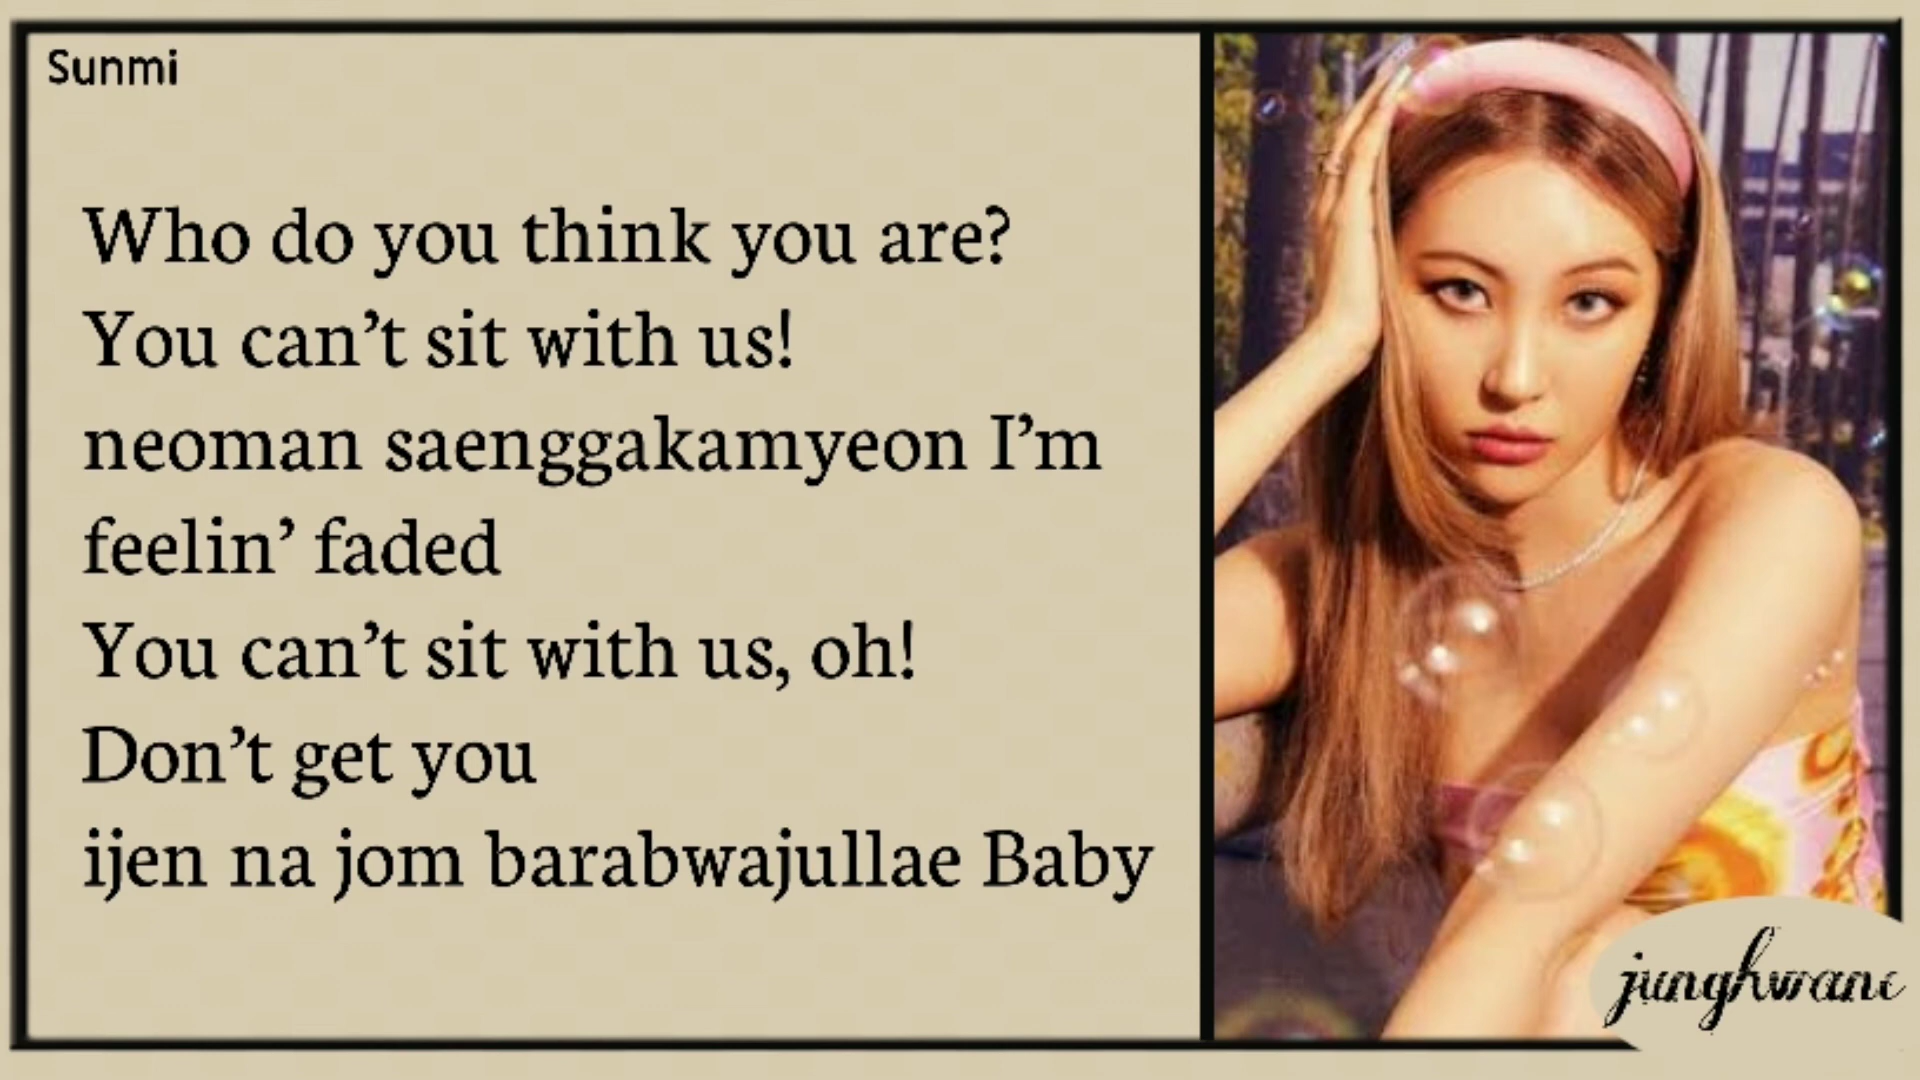 Sunmi
Who do you think you are?
You can't sit with us!
neoman saenggakamyeon I'm
feelin' faded
You can't sit with us, oh!
Don't get you
ijen na jom barabwajullae Baby
junghwanc